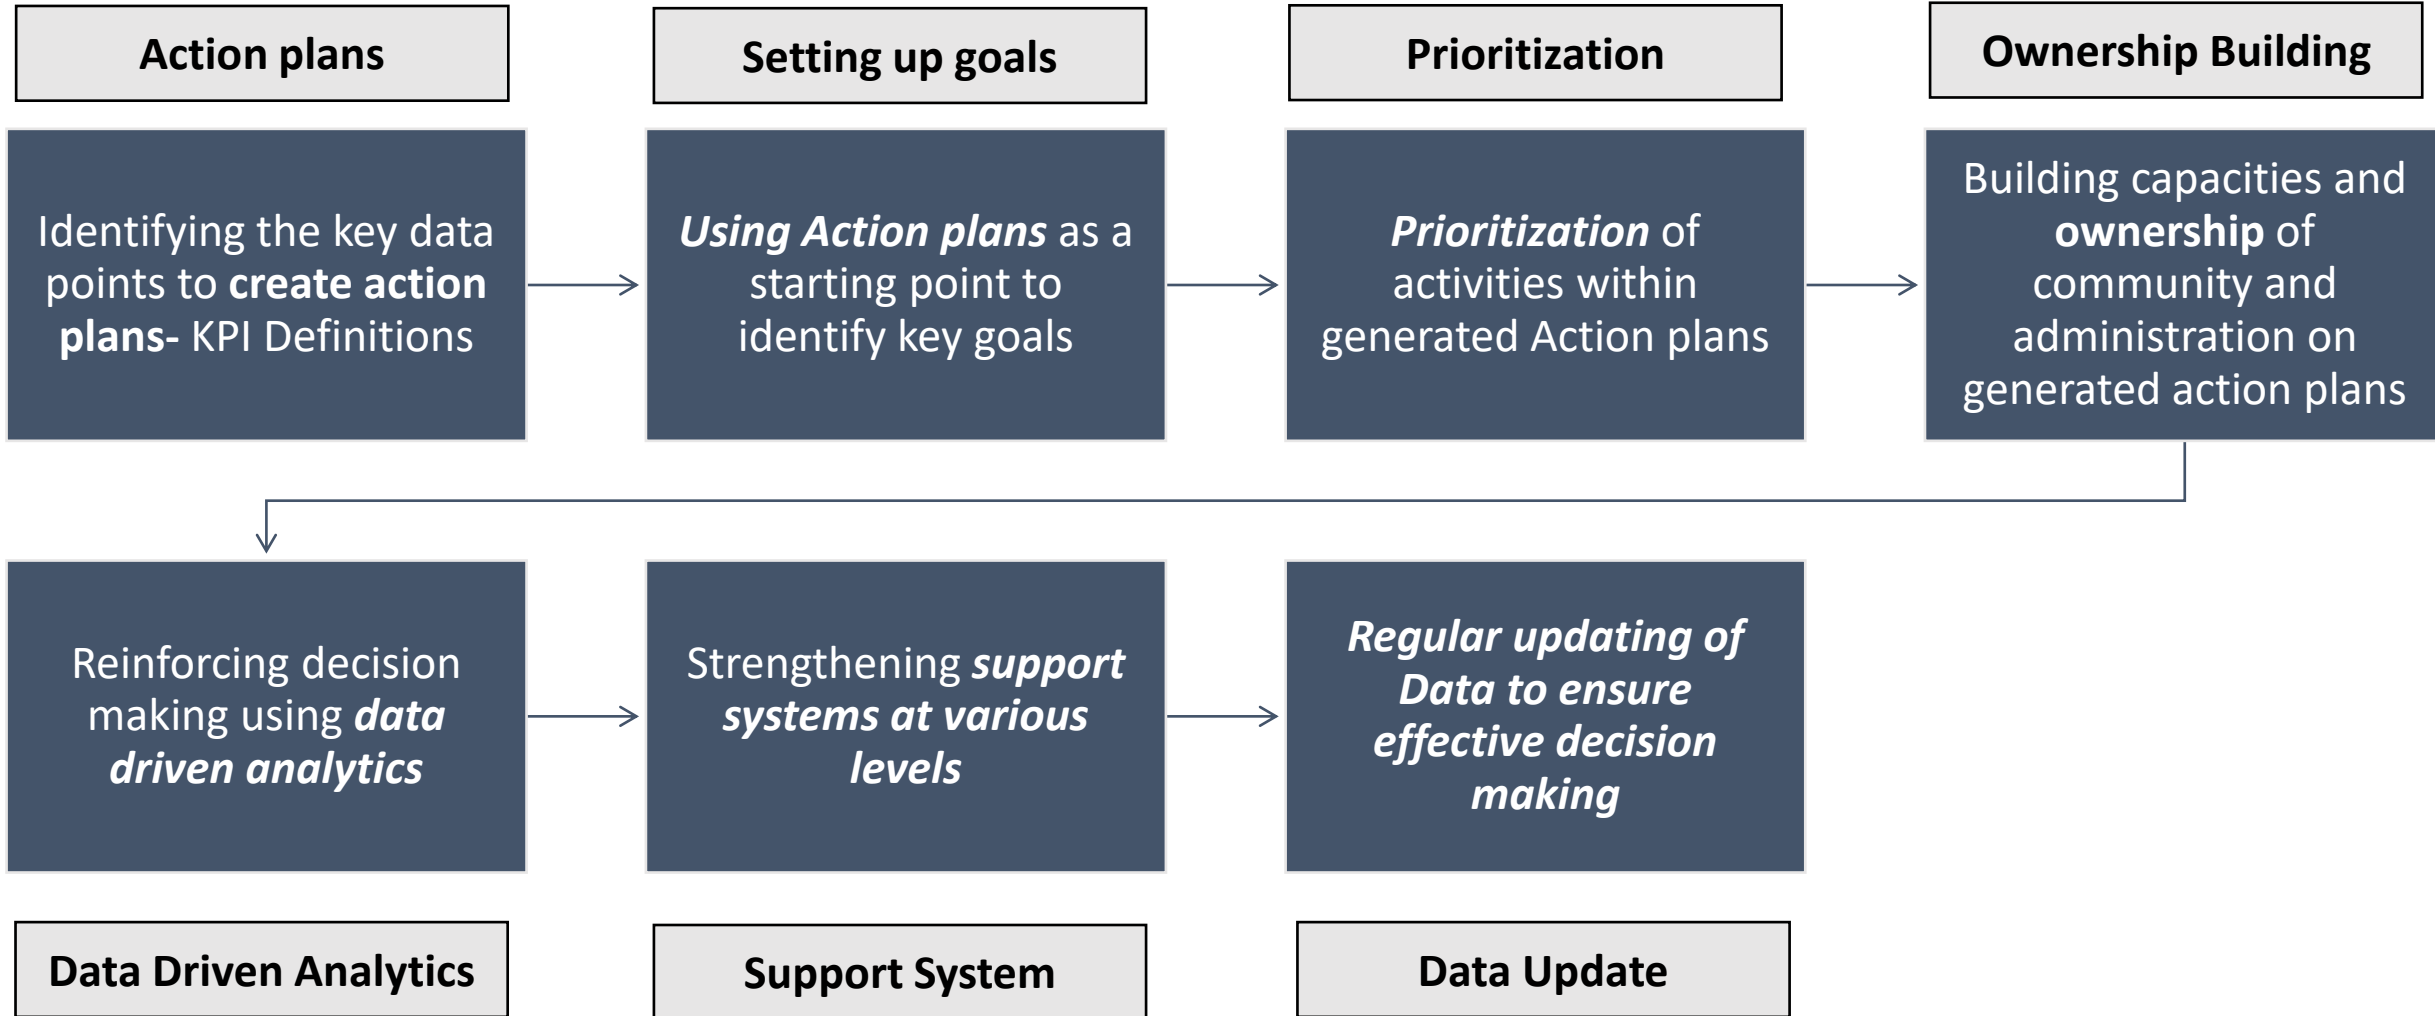 Action plans
Setting up goals
Prioritization
Ownership Building
Identifying the key data
points to create action
plans- KPI Definitions
Using Action plans as a
starting point to
identify key goals
Prioritization of
activities within
generated Action plans
Building capacities and
ownership of
community and
administration on
generated action plans
Reinforcing decision
making using data
driven analytics
Strengthening support
systems at various
levels
Regular updating of
Data to ensure
effective decision
making
Data Driven Analytics
Support System
Data Update